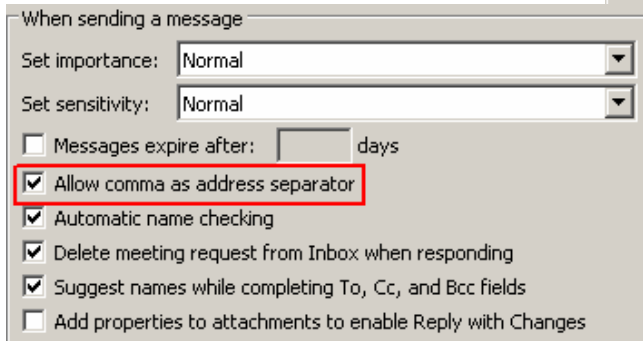 When sending a message
Set importance: Normal
Set sensitivity: Normal
Messages expire after: days
Allow comma as address separator
Automatic name checking
Delete meeting request from Inbox when responding
Suggest names while completing To, Cc, and Bcc fields
Add properties to attachments to enable Reply with Changes